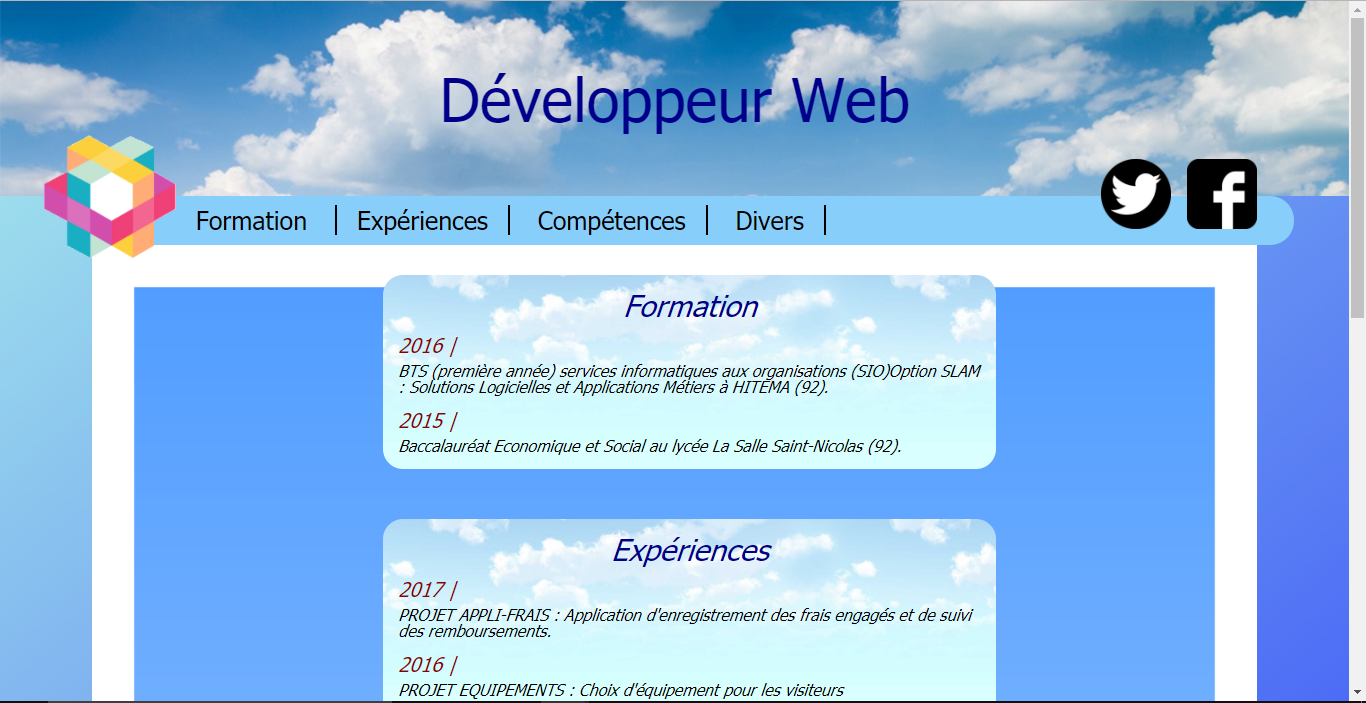 Développeur Web
Formation
Expériences
Compétences
Divers
Formation
2016 |
BTS (première année) services informatiques aux organisations (SIO)Option SLAM
: Solutions Logicielles et Applications Métiers à HITEMA (92).
2015 |
Baccalauréat Economique et Social au lycée La Salle Saint-Nicolas (92).
Expériences
2017 |
PROJET APPLI-FRAIS : Application d'enregistrement des frais engagés et de suivi
des remboursements.
2016 |
PROJET EQUIPEMENTS : Choix d'équipement pour les visiteurs